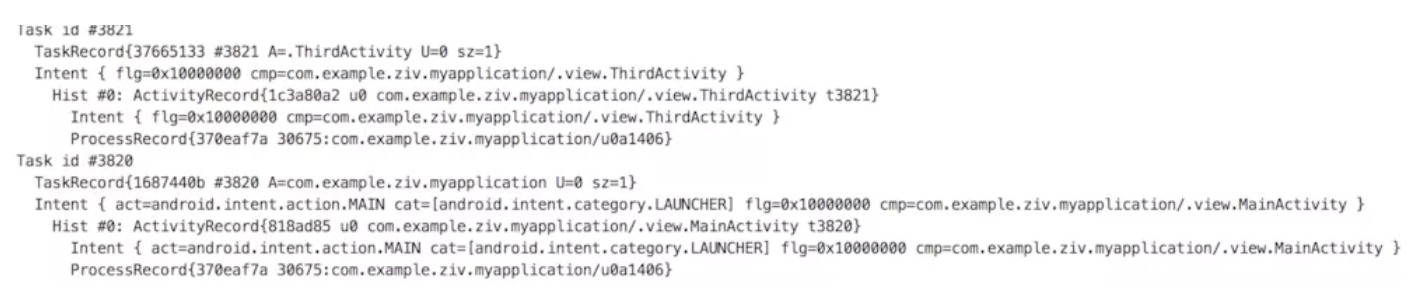 Task id #3821
TaskRecord{37665133 #3821 A=.ThirdActivity U=0 sz=1}
Intent { flg=0x10000000 cmp=com.example.ziv.myapplication/.view.ThirdActivity }
Hist #0: ActivityRecord{1c3a80a2 u0 com.example.ziv.myapplication/.view.ThirdActivity t3821}
Intent { flg=0x10000000 cmp=com.example.ziv.myapplication/.view.ThirdActivity }
ProcessRecord{370eaf7a 30675:com.example.ziv.myapplication/u0a1406}
Task id #3820
TaskRecord{1687440b #3820 A=com.example.ziv.myapplication U=0 sz=1}
Intent { act=android.intent.action.MAIN cat=[android.intent.category.LAUNCHER] flg=0x10000000 cmp=com.example.ziv.myapplication/.view.MainActivity }
Hist #0: ActivityRecord{818ad85 u0 com.example.ziv.myapplication/.view.MainActivity t3820}
Intent { act=android.intent.action.MAIN cat=[android.intent.category.LAUNCHER] flg=0x10000000 cmp=com.example.ziv.myapplication/.view.MainActivity }
ProcessRecord{370eaf7a 30675:com.example.ziv.myapplication/u0a1406}